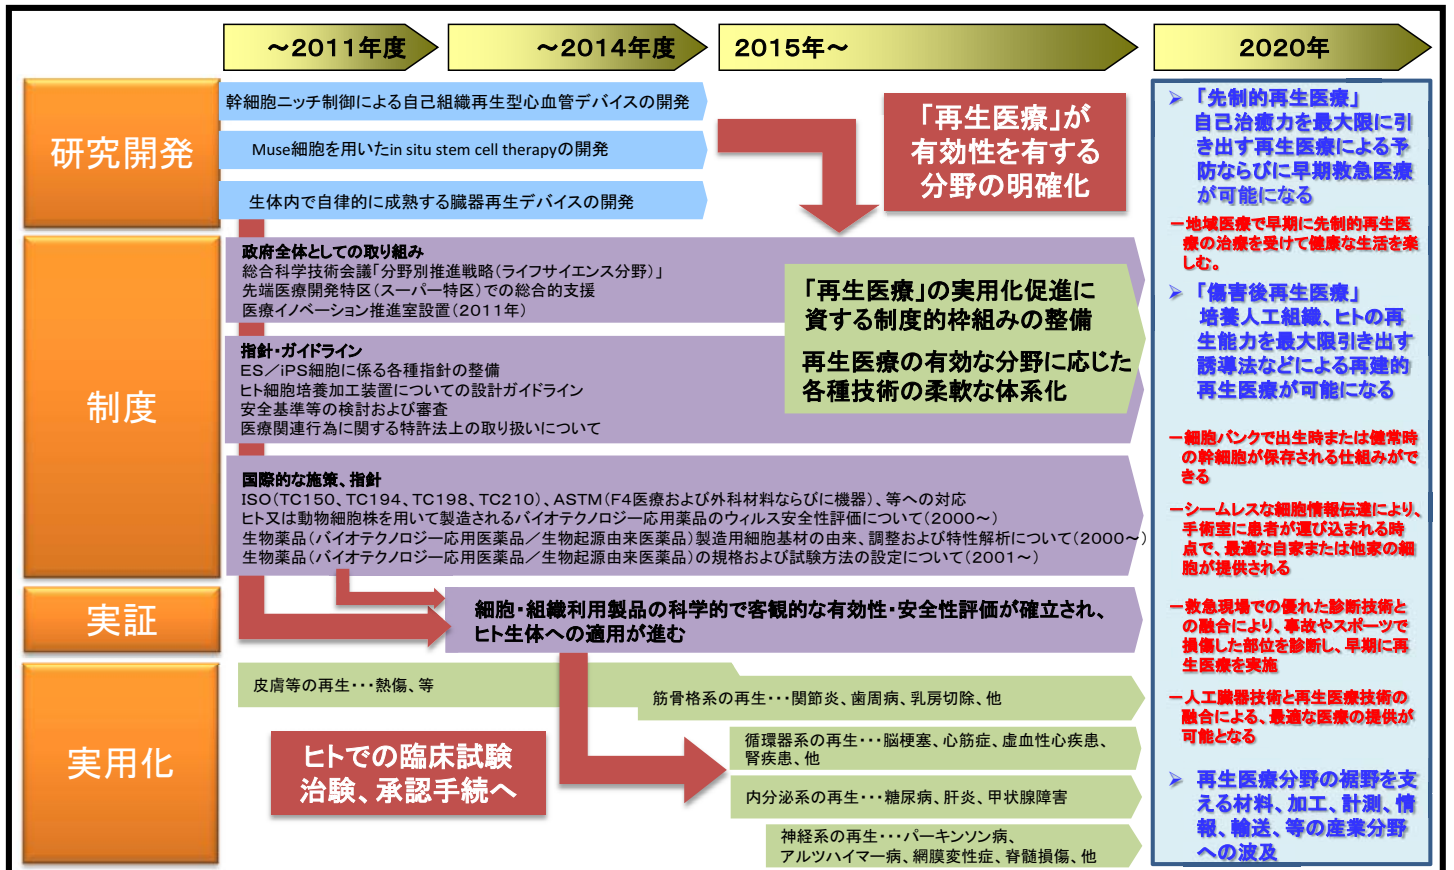 ～2011年度
～2014年度
2015年～
2020年
研究開発
幹細胞ニッチ制御による自己組織再生型心血管デバイスの開発
Muse細胞を用いたin situ stem cell therapyの開発
生体内で自律的に成熟する臓器再生デバイスの開発
「再生医療」が
有効性を有する
分野の明確化
制度
政府全体としての取り組み
総合科学技術会議「分野別推進戦略（ライフサイエンス分野）」
先端医療開発特区（スーパー特区）での総合的支援
医療イノベーション推進室設置（2011年）
指針・ガイドライン
ES／iPS細胞に係る各種指針の整備
ヒト細胞培養加工装置についての設計ガイドライン
安全基準等の検討および審査
医療関連行為に関する特許法上の取り扱いについて
「再生医療」の実用化促進に
資する制度的枠組みの整備
再生医療の有効な分野に応じた
各種技術の柔軟な体系化
国際的な施策、指針
ISO（TC150、TC194、TC198、TC210）、ASTM（F4医療および外科材料ならびに機器）、等への対応
ヒト又は動物細胞株を用いて製造されるバイオテクノロジー応用薬品のウィルス安全性評価について（2000～）
生物薬品（バイオテクノロジー応用医薬品／生物起源由来医薬品）製造用細胞基材の由来、調整および特性解析について（2000～）
生物薬品（バイオテクノロジー応用医薬品／生物起源由来医薬品）の規格および試験方法の設定について（2001～）
実証
細胞・組織利用製品の科学的で客観的な有効性・安全性評価が確立され、
ヒト生体への適用が進む
実用化
皮膚等の再生・・・熱傷、等
筋骨格系の再生・・・関節炎、歯周病、乳房切除、他
循環器系の再生・・・脳梗塞、心筋症、虚血性心疾患、
腎疾患、他
内分泌系の再生・・・糖尿病、肝炎、甲状腺障害
神経系の再生・・・パーキンソン病、
アルツハイマー病、網膜変性症、脊髄損傷、他
ヒトでの臨床試験
治験、承認手続へ
➢ 「先制的再生医療」
自己治癒力を最大限に引
き出す再生医療による予
防ならびに早期救急医療
が可能になる
－地域医療で早期に先制的再生医
療の治療を受けて健康な生活を楽
しむ。
➢ 「傷害後再生医療」
培養人工組織、ヒトの再
生能力を最大限引き出す
誘導法などによる再建的
再生医療が可能になる
－細胞バンクで出生時または健常時
の幹細胞が保存される仕組みがで
きる
－シームレスな細胞情報伝達により、
手術室に患者が運び込まれる時
点で、最適な自家または他家の細
胞が提供される
－救急現場での優れた診断技術と
の融合により、事故やスポーツで
損傷した部位を診断し、早期に再
生医療を実施
－人工臓器技術と再生医療技術の
融合による、最適な医療の提供が
可能となる
➢ 再生医療分野の裾野を支
える材料、加工、計測、情
報、輸送、等の産業分野
への波及